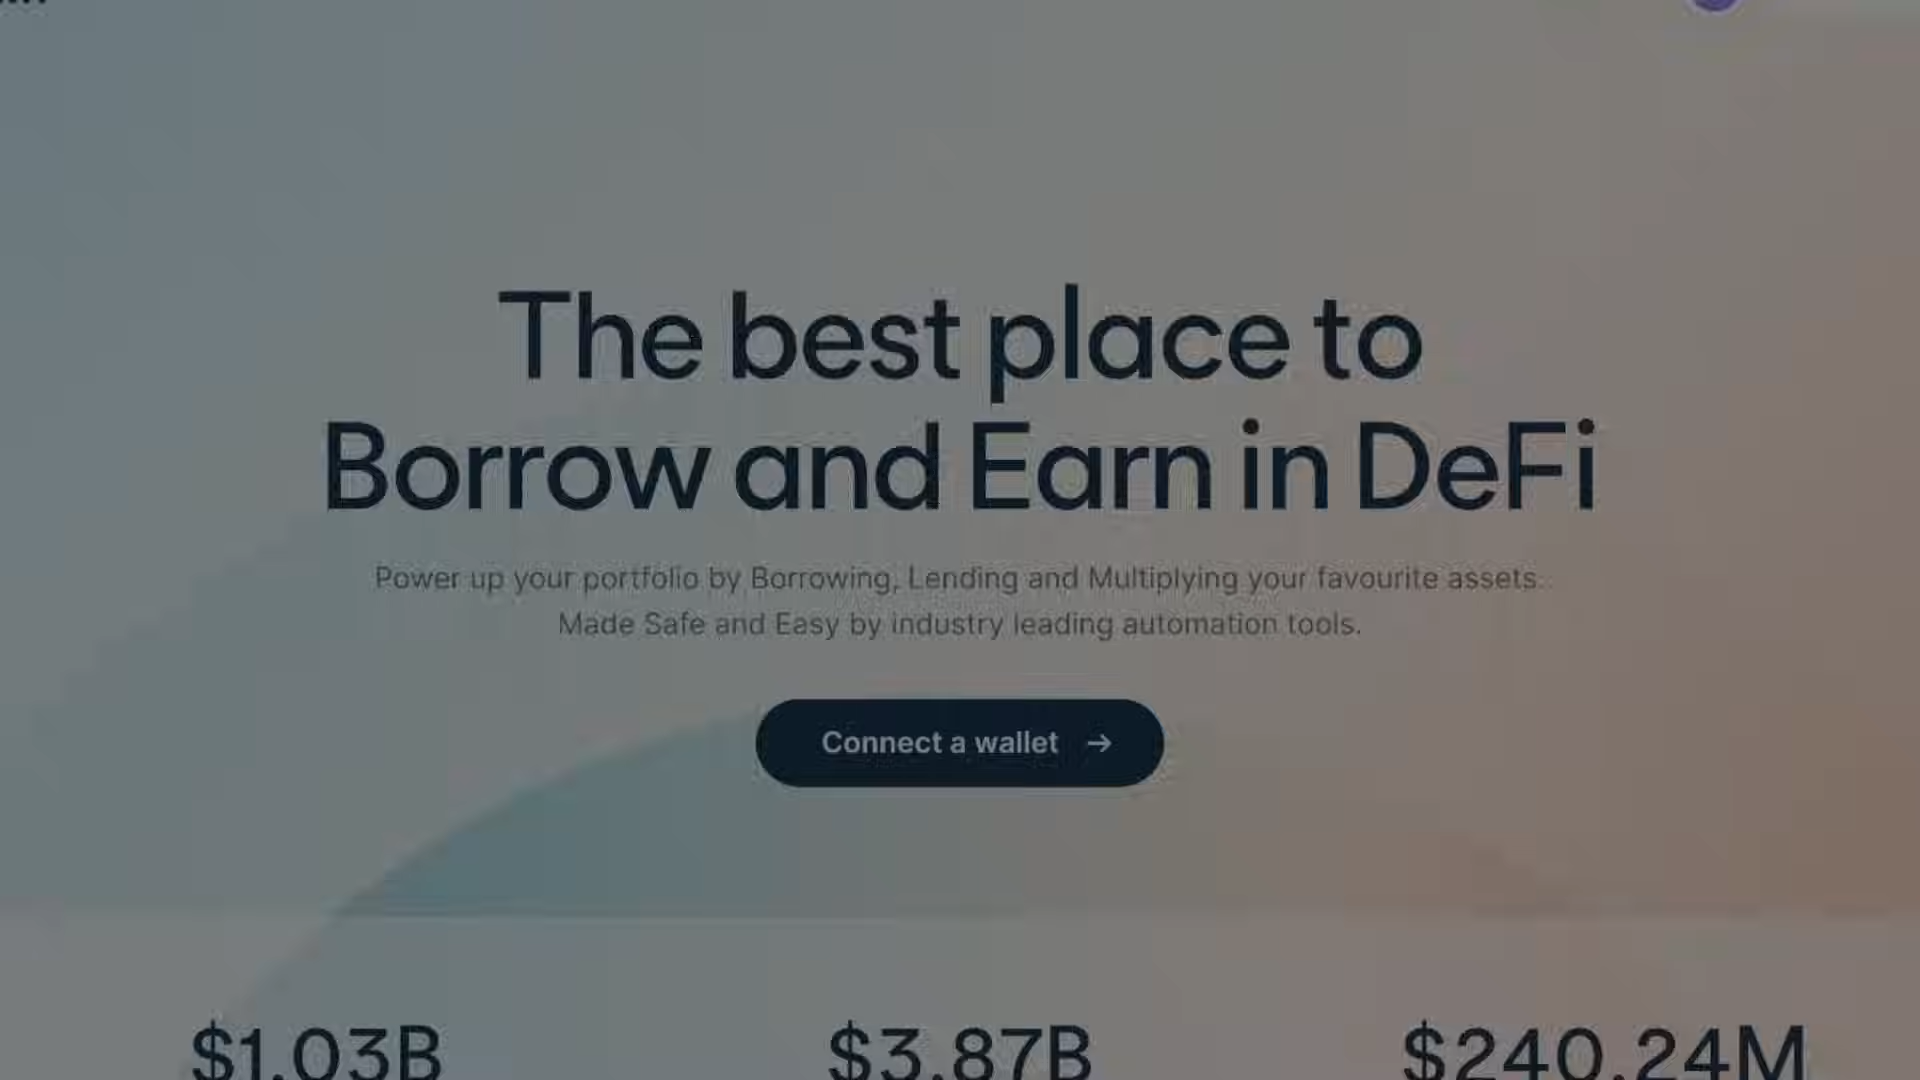 The best place to
Borrow and Earn in DeFi
Power up your portfolio by Borrowing, Lending and Multiplying your favourite assets.
Made Safe and Easy by industry leading automation tools.
Connect a wallet →
$1.03B $3.87B $240.24M